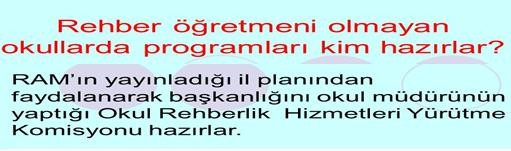 Rehber öğretmeni olmayan
okullarda programları kim hazırlar?
RAM'ın yayınladığı il planından
faydalanarak başkanlığını okul müdürünün
yaptığı Okul Rehberlik Hizmetleri Yürütme
Komisyonu hazırlar.